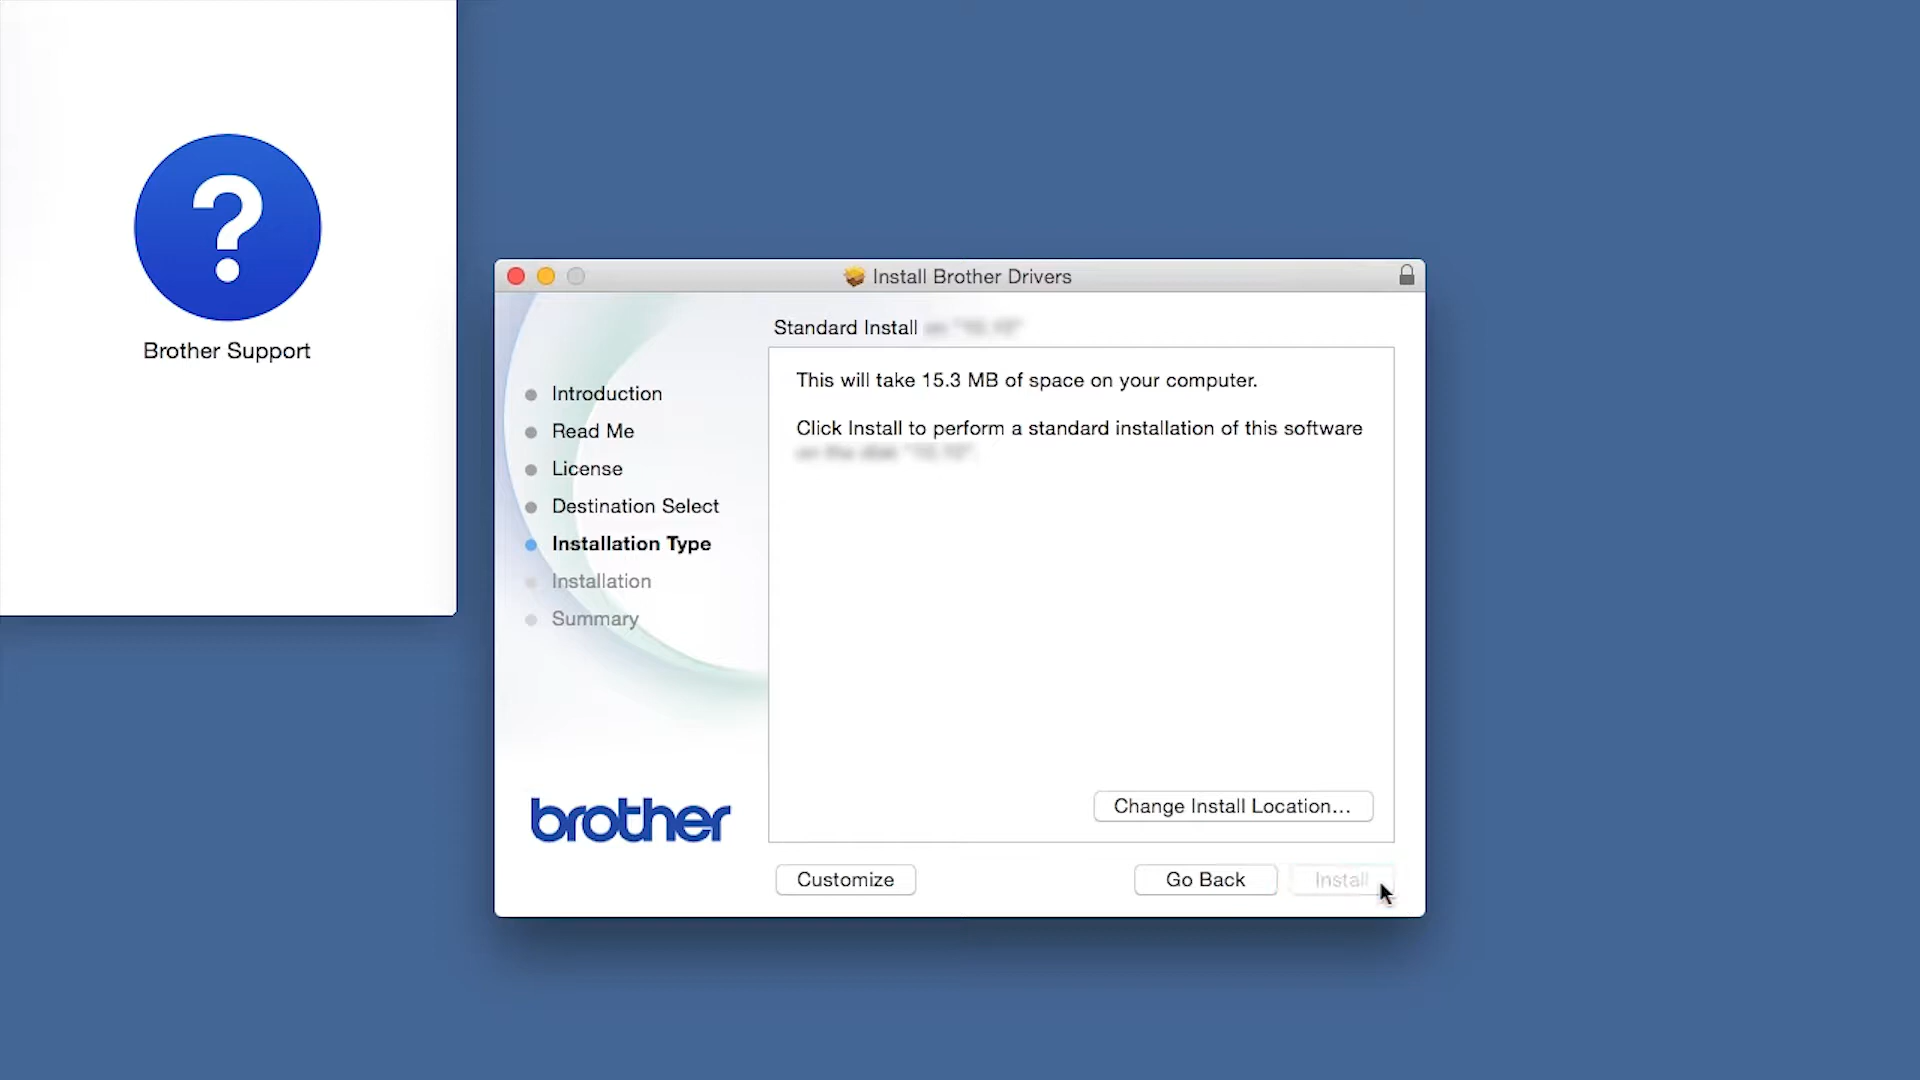 ?
Brother Support
Install Brother Drivers
Standard Install
This will take 15.3 MB of space on your computer.
Click Install to perform a standard installation of this software
Introduction
Read Me
License
Destination Select
Installation Type
Installation
Summary
brother
Change Install Location...
Customize
Go Back
Install